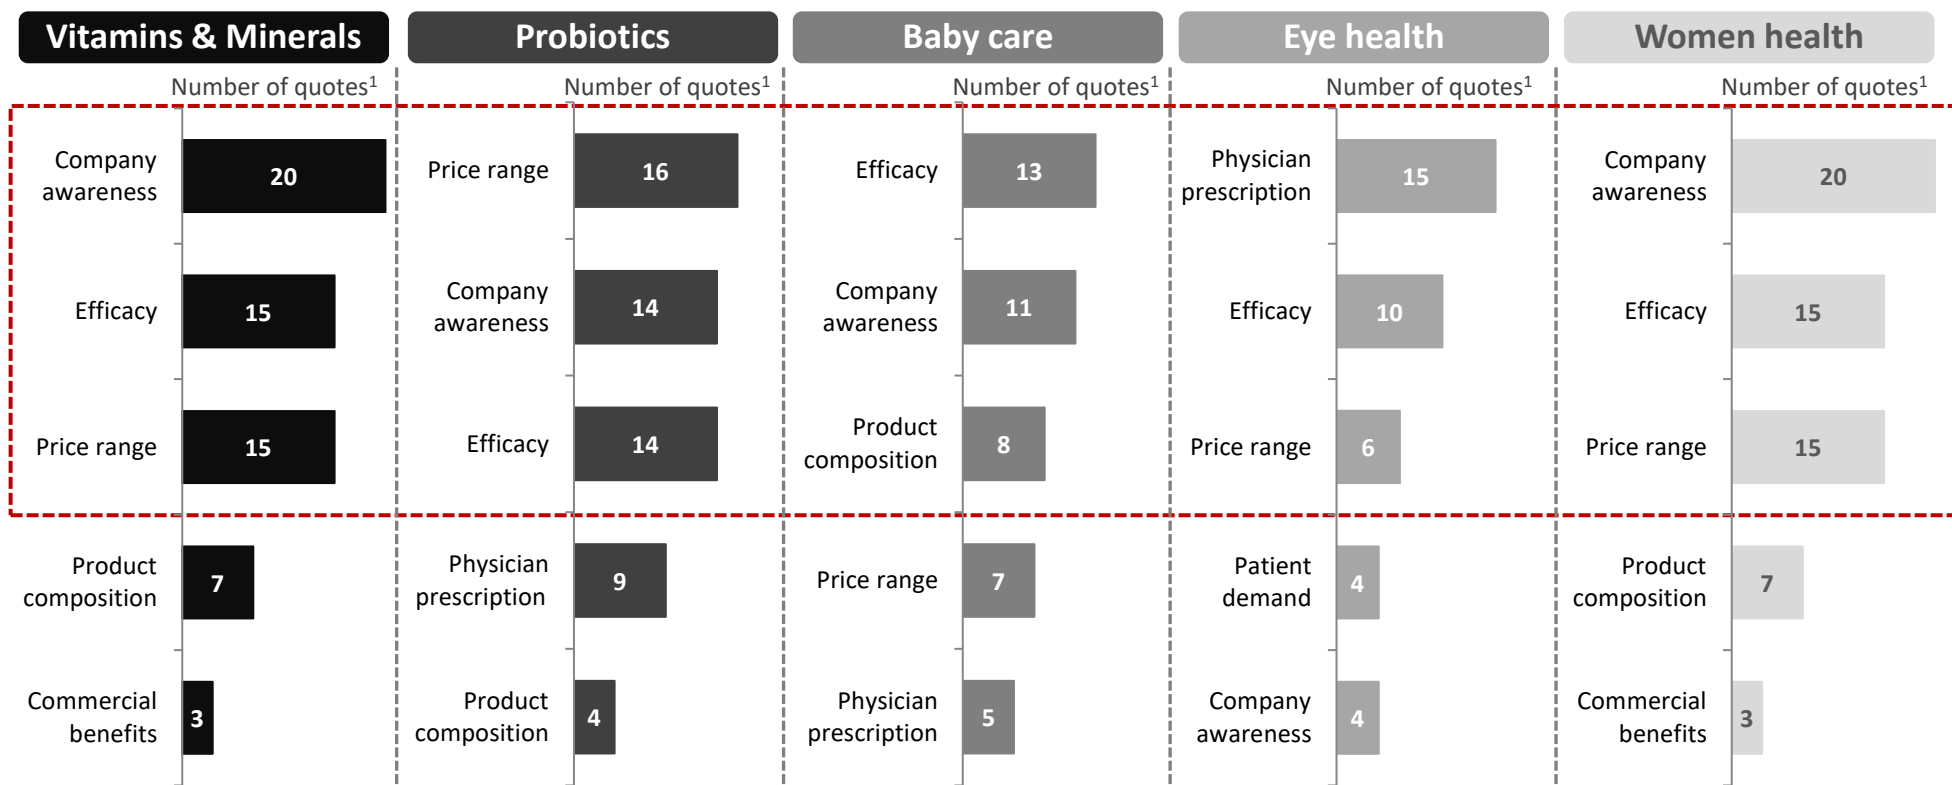 Vitamins & Minerals
Number of quotes1
Company
awareness
20
Efficacy
15
Price range
15
Product
composition
7
Commercial
benefits
3
Probiotics
Number of quotes1
Price range
16
Company
awareness
14
Efficacy
14
Physician
prescription
9
Product
composition
4
Baby care
Number of quotes1
Efficacy
13
Company
awareness
11
Product
composition
8
Price range
7
Physician
prescription
5
Eye health
Number of quotes1
Physician
prescription
15
Efficacy
10
Price range
6
Patient
demand
4
Company
awareness
4
Women health
Number of quotes1
Company
awareness
20
Efficacy
15
Price range
15
Product
composition
7
Commercial
benefits
3